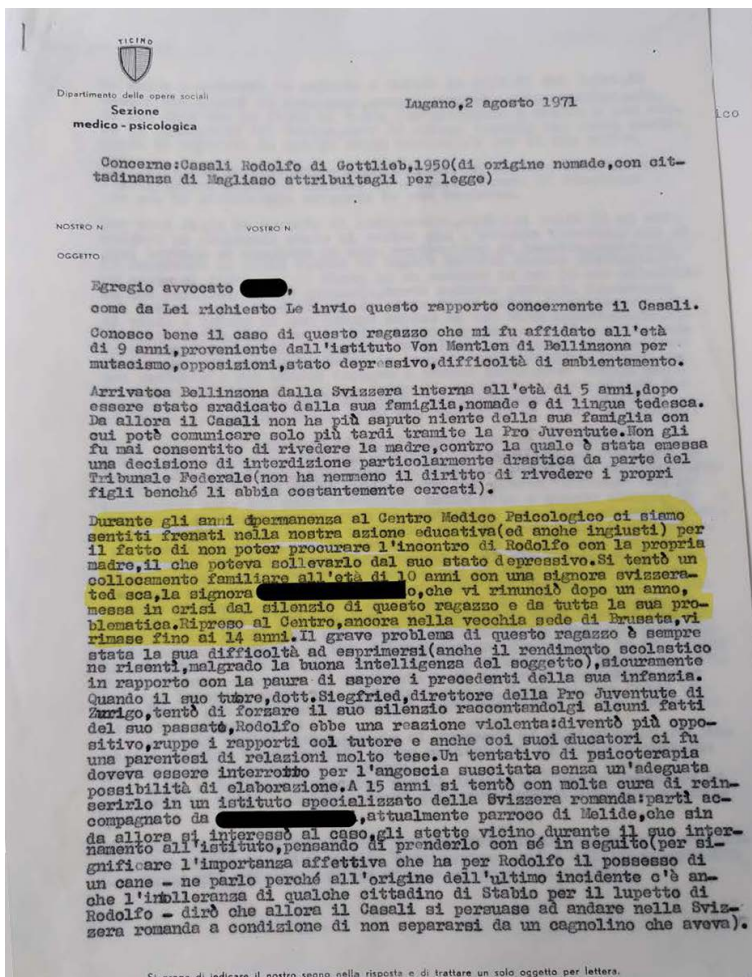 TICINO
Dipartimento delle opere sociali
Sezione
medico-psicologica
Lugano,2 agosto 1971
ico
Concerne:Casali Rodolfo di Gottlieb,1950(di origine nomade,con cit-
tadinanza di Magliaso attribuitagli per legge)
NOSTRO N.
VOSTRO N.
OGGETTO
Egregio avvocato ,
come da Lei richiesto Le invio questo rapporto concernente il Casali.
Conosco bene il caso di questo ragazzo che mi fu affidato all'età
di 9 anni,proveniente dall'istituto Von Mentlen di Bellinzona per
mutacismo,opposizioni,stato depressivo,difficoltà di ambientamento.
Arrivatoa Bellinzona dalla Svizzera interna all'età di 5 anni,dopo
essere stato sradicato dalla sua famiglia,nomade e di lingua tedesca.
Da allora il Casali non ha più saputo niente della sua famiglia con
cui potò comunicare solo più tardi tramite la Pro Juventute.Non gli
fu mai consentito di rivedere la madre,contro la quale è stata emessa
una decisione di interdizione particolarmente drastica da parte del
Tribunale Federale(non ha nemmeno il diritto di rivedere i propri
figli benché li abbia costantemente cercati).
Durante gli anni dpermanenza al Centro Medico Psicologico ci siamo
sentiti frenati nella nostra azione educativa(ed anche ingiusti) per
il fatto di non poter procurare l'incontro di Rodolfo con la propria
madre,il che poteva sollevarlo dal suo stato depressivo.Si tentò un
collocamento familiare all'età di 10 anni con una signora svizzera-
ted sca,la signora o,che vi rinunciò dopo un anno,
messa in crisi dal silenzio di questo ragazzo e da tutta la sua pro-
blematica.Ripreso al Centro,ancora nella vecchia sede di Brusata,vi
rimase fino ai 14 anni.Il grave problema di questo ragazzo è sempre
stata la sua difficoltà ad esprimersi(anche il rendimento scolastico
ne risentì,malgrado la buona intelligenza del soggetto),sicuramente
in rapporto con la paura di sapere i precedenti della sua infanzia.
Quando il suo tutore,dott.Siegfried,direttore della Pro Juventute di
Zurigo,tentò di forzare il suo silenzio raccontandolgi alcuni fatti
del suo passato,Rodolfo ebbe una reazione violenta:diventò più oppo-
sitivo,ruppe i rapporti col tutore e anche coi suoi educatori ci fu
una parentesi di relazioni molto tese.Un tentativo di psicoterapia
doveva essere interrotto per l'angoscia suscitata senza un'adeguata
possibilità di elaborazione.A 15 anni si tentò con molta cura di rein-
serirlo in un istituto specializzato della Svizzera romanda:partì ac-
compagnato da ,attualmente parroco di Melide,che sin
da allora si interessò al caso,gli stette vicino durante il suo inter-
namento all'istituto,pensando di prenderlo con sé in seguito(per si-
gnificare l'importanza affettiva che ha per Rodolfo il possesso di
un cane - ne parlo perché all'origine dell'ultimo incidente c'è an-
che l'intolleranza di qualche cittadino di Stabio per il lupetto di
Rodolfo - dirò che allora il Casali si persuase ad andare nella Sviz-
zera romanda a condizione di non separarsi da un cagnolino che aveva).
Si prega di indicare il nostro segno nella risposta e di trattare un solo oggetto per lettera.